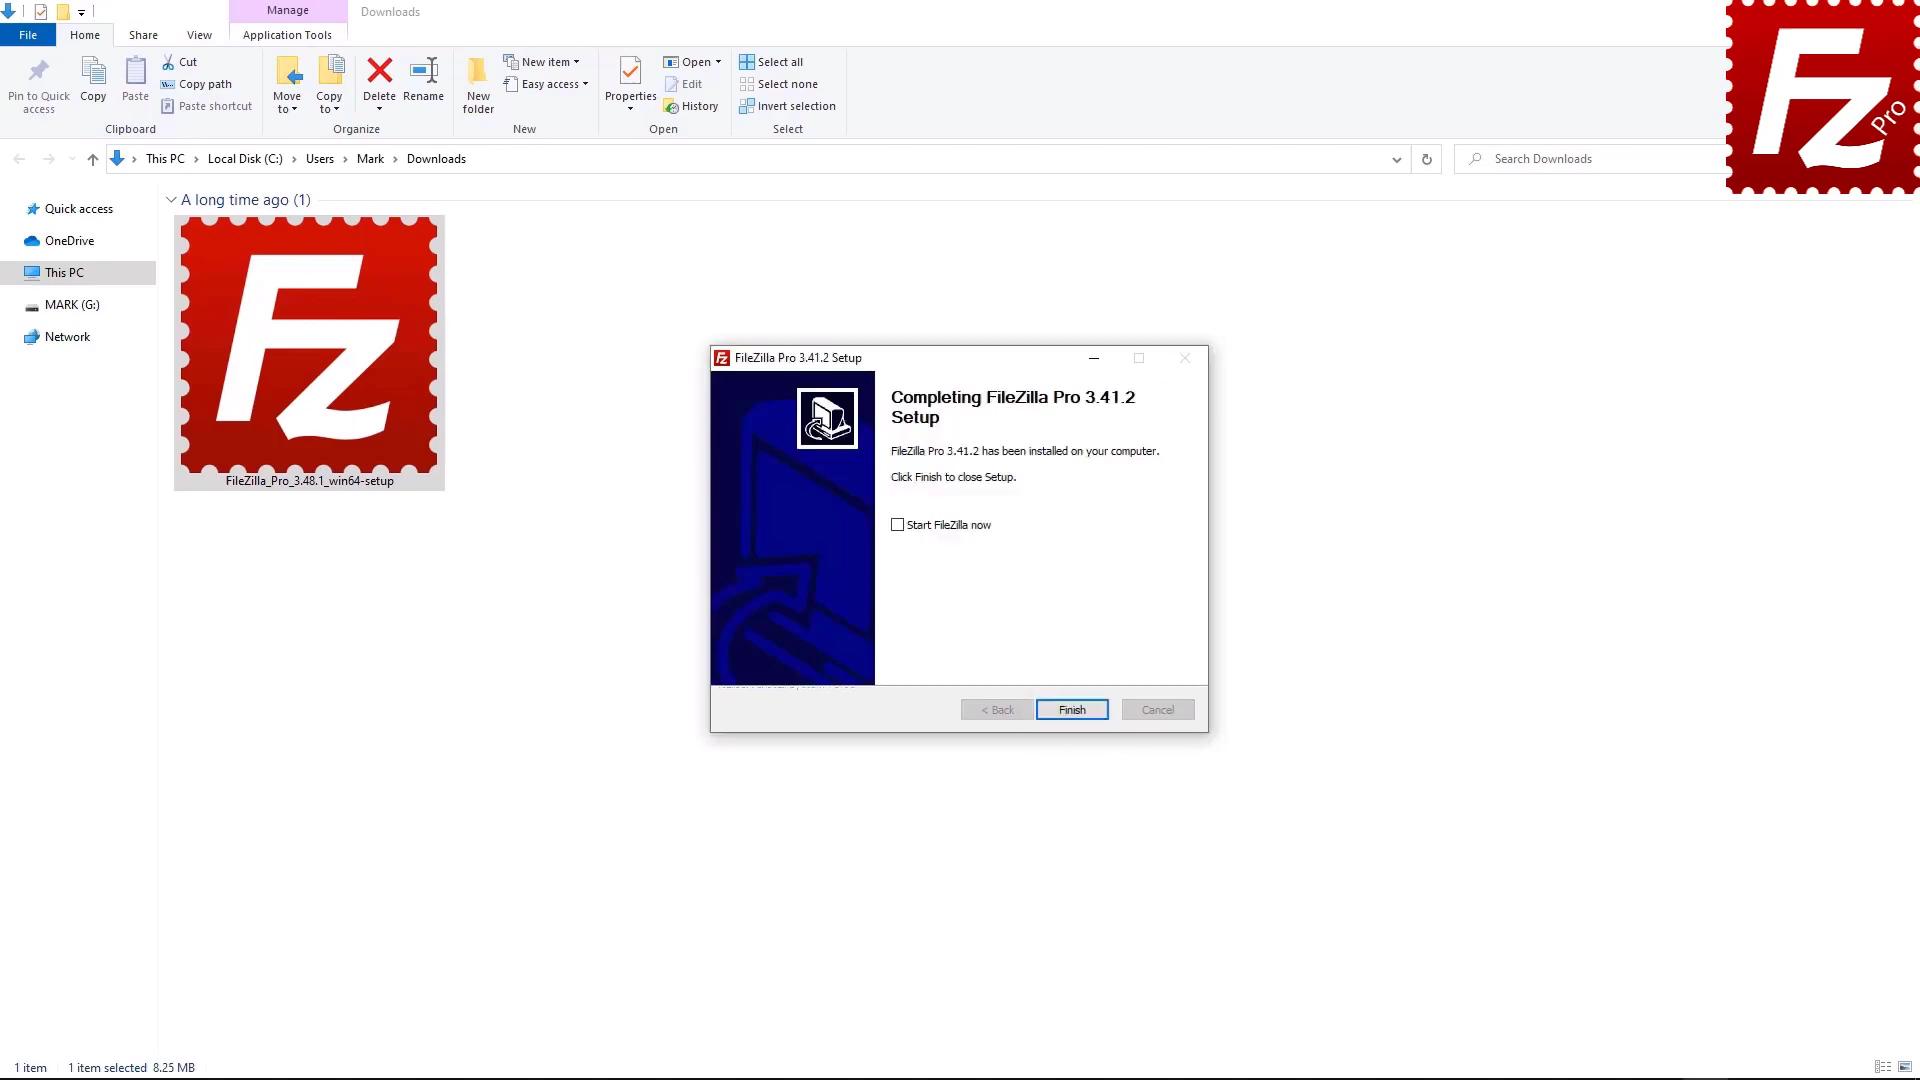 Manage
Downloads
File
Home
Share
View
Application Tools
Pin to Quick
access
Copy
Paste
Cut
Copy path
Paste shortcut
Clipboard
Move
to
Copy
to
Delete
Rename
Organize
New
folder
New item
Easy access
New
Properties
Open
Edit
History
Open
Select all
Select none
Invert selection
Select
Fz Pro
This PC > Local Disk (C:) > Users > Mark > Downloads
Search Downloads
Quick access
OneDrive
This PC
MARK (G:)
Network
A long time ago (1)
Fz
FileZilla_Pro_3.48.1_win64-setup
Fz FileZilla Pro 3.41.2 Setup
Completing FileZilla Pro 3.41.2
Setup
FileZilla Pro 3.41.2 has been installed on your computer.
Click Finish to close Setup.
Start FileZilla now
< Back
Finish
Cancel
1 item
1 item selected 8.25 MB